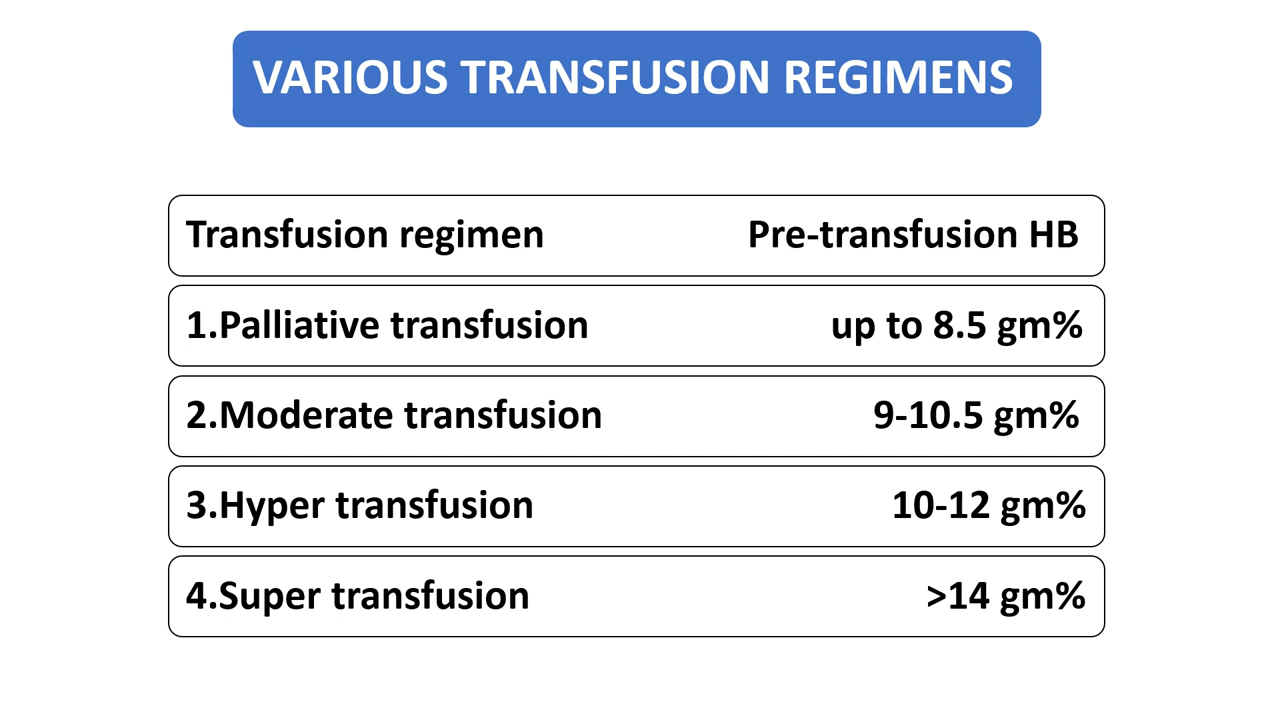 VARIOUS TRANSFUSION REGIMENS
Transfusion regimen Pre-transfusion HB
1.Palliative transfusion up to 8.5 gm%
2.Moderate transfusion 9-10.5 gm%
3.Hyper transfusion 10-12 gm%
4.Super transfusion >14 gm%